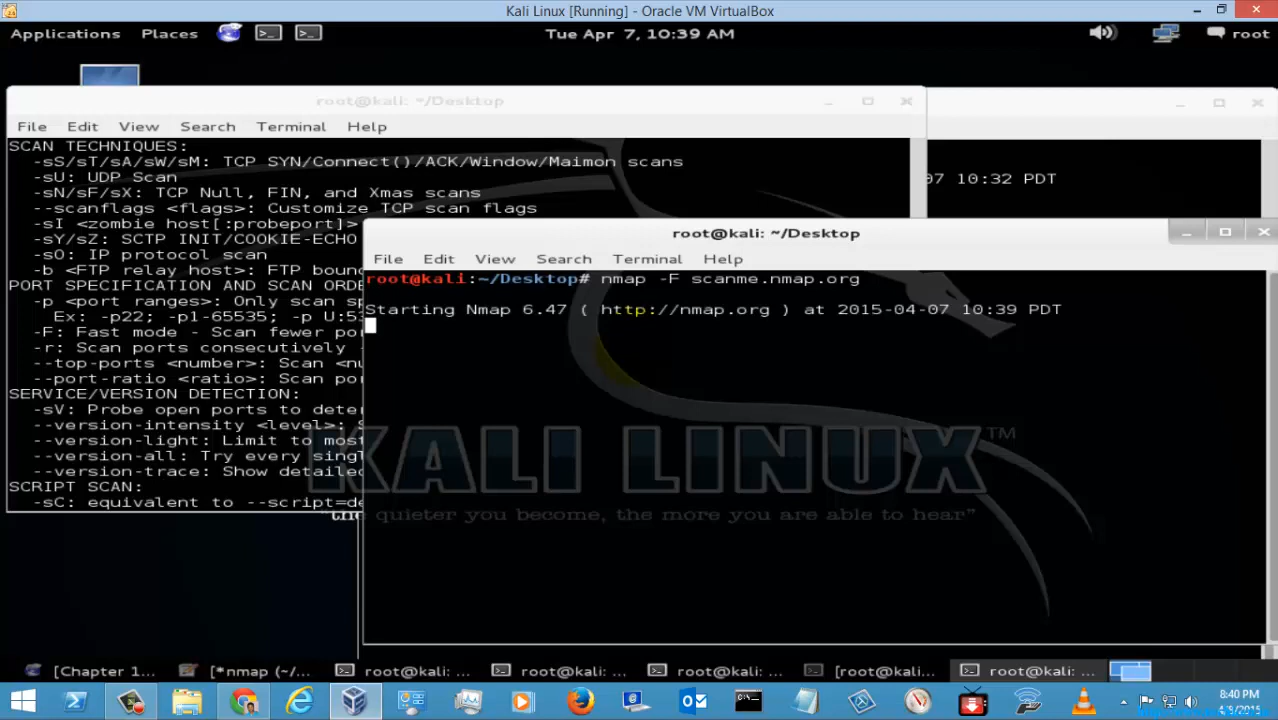 Kali Linux [Running] - Oracle VM VirtualBox
Applications Places Tue Apr 7, 10:39 AM root
root@kali: ~/Desktop
File Edit View Search Terminal Help
SCAN TECHNIQUES:
-sS/sT/sA/sW/sM: TCP SYN/Connect()/ACK/Window/Maimon scans
-sU: UDP Scan
-sN/sF/sX: TCP Null, FIN, and Xmas scans
--scanflags <flags>: Customize TCP scan flags
-sI <zombie host[:probeport]>
-sY/sZ: SCTP INIT/COOKIE-ECHO
-sO: IP protocol scan
-b <FTP relay host>: FTP boun
PORT SPECIFICATION AND SCAN ORDE
-p <port ranges>: Only scan s
Ex: -p22; -p1-65535; -p U:53
-F: Fast mode - Scan fewer po
-r: Scan ports consecutively -
--top-ports <number>: Scan <n
--port-ratio <ratio>: Scan po
SERVICE/VERSION DETECTION:
-sV: Probe open ports to dete
--version-intensity <level>: S
--version-light: Limit to mos
--version-all: Try every sing
--version-trace: Show detaile
SCRIPT SCAN:
-sC: equivalent to --script=de
07 10:32 PDT
root@kali: ~/Desktop
File Edit View Search Terminal Help
root@kali:~/Desktop# nmap -F scanme.nmap.org
Starting Nmap 6.47 ( http://nmap.org ) at 2015-04-07 10:39 PDT
KALI LINUX™
"the quieter you become, the more you are able to hear"
[Chapter 1... [*nmap (~/... root@kali: ... root@kali: ... root@kali: ... [root@kali:... root@kali: ...
8:40 PM